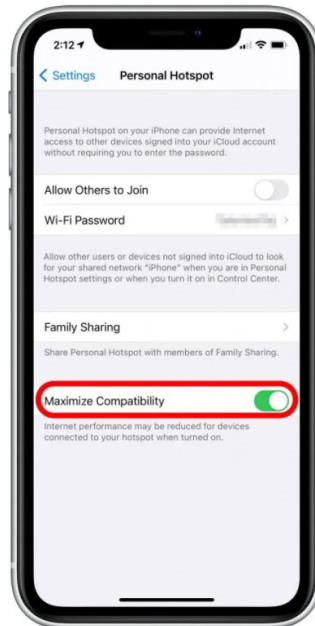 2:12
Settings
Personal Hotspot
Personal Hotspot on your iPhone can provide Internet
access to other devices signed into your iCloud account
without requiring you to enter the password.
Allow Others to Join
Wi-Fi Password
Allow other users or devices not signed into iCloud to look
for your shared network "iPhone" when you are in Personal
Hotspot settings or when you turn it on in Control Center.
Family Sharing
Share Personal Hotspot with members of Family Sharing.
Maximize Compatibility
Internet performance may be reduced for devices
connected to your hotspot when turned on.